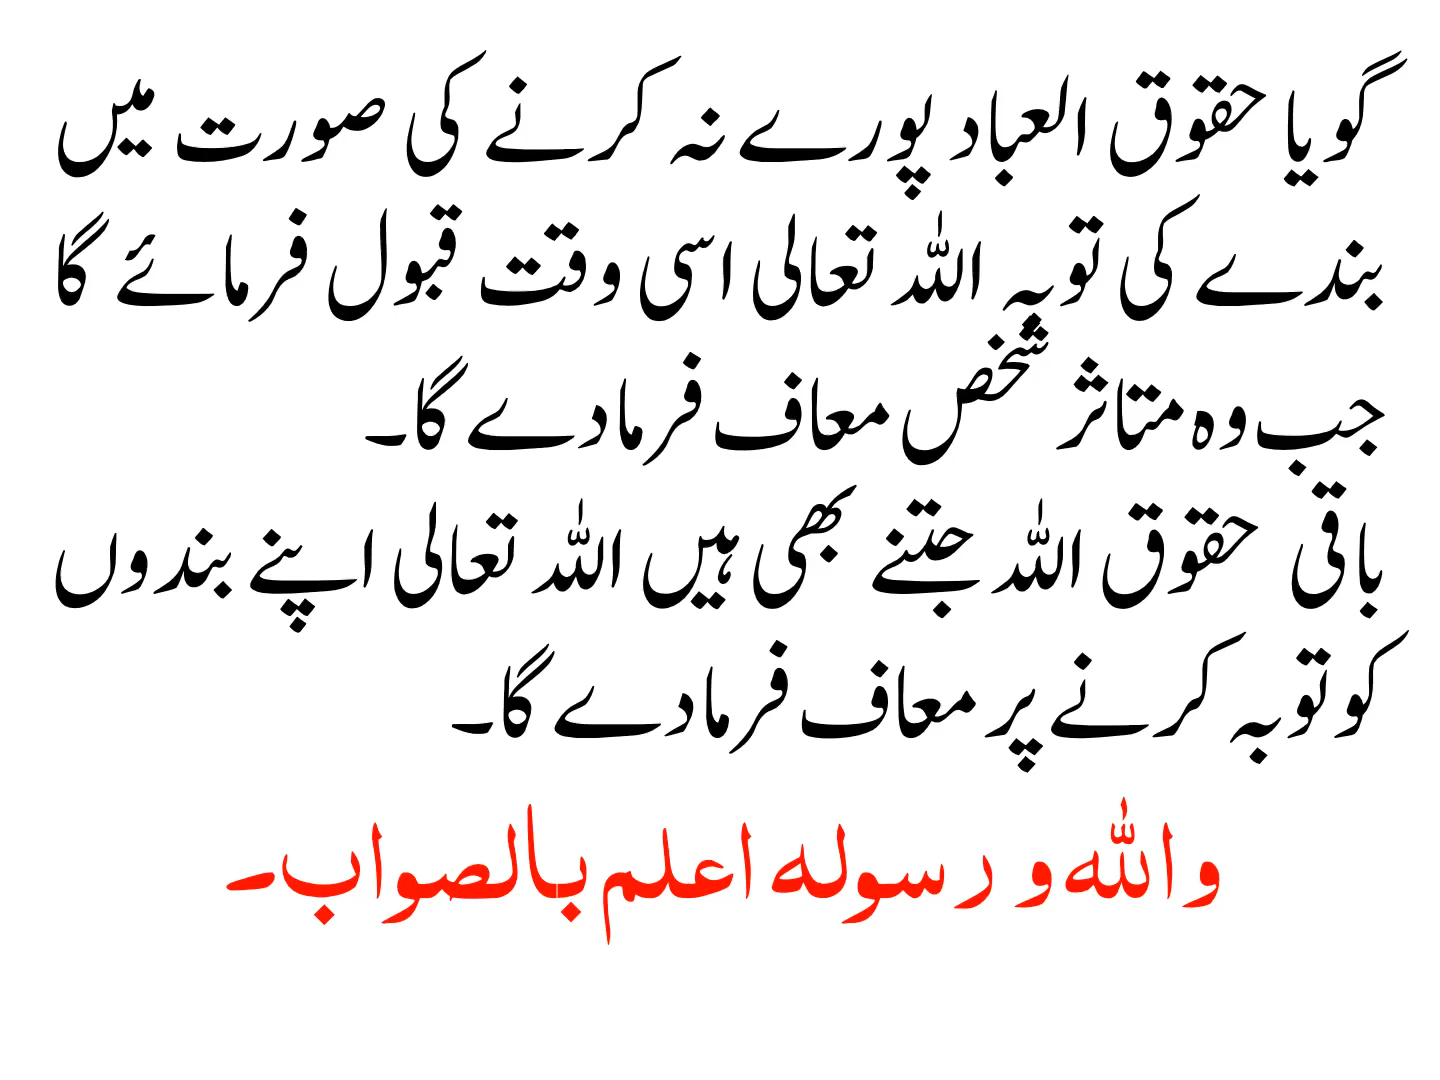 گویا حقوق العباد پورے نہ کرنے کی صورت میں
بندے کی توبہ اللہ تعالی اسی وقت قبول فرمائے گا
جب وہ متاثر شخص معاف فرمادے گا۔
باقی حقوق اللہ جتنے بھی ہیں اللہ تعالی اپنے بندوں
کو توبہ کرنے پر معاف فرمادے گا۔
واللہ و رسولہ اعلم بالصواب۔